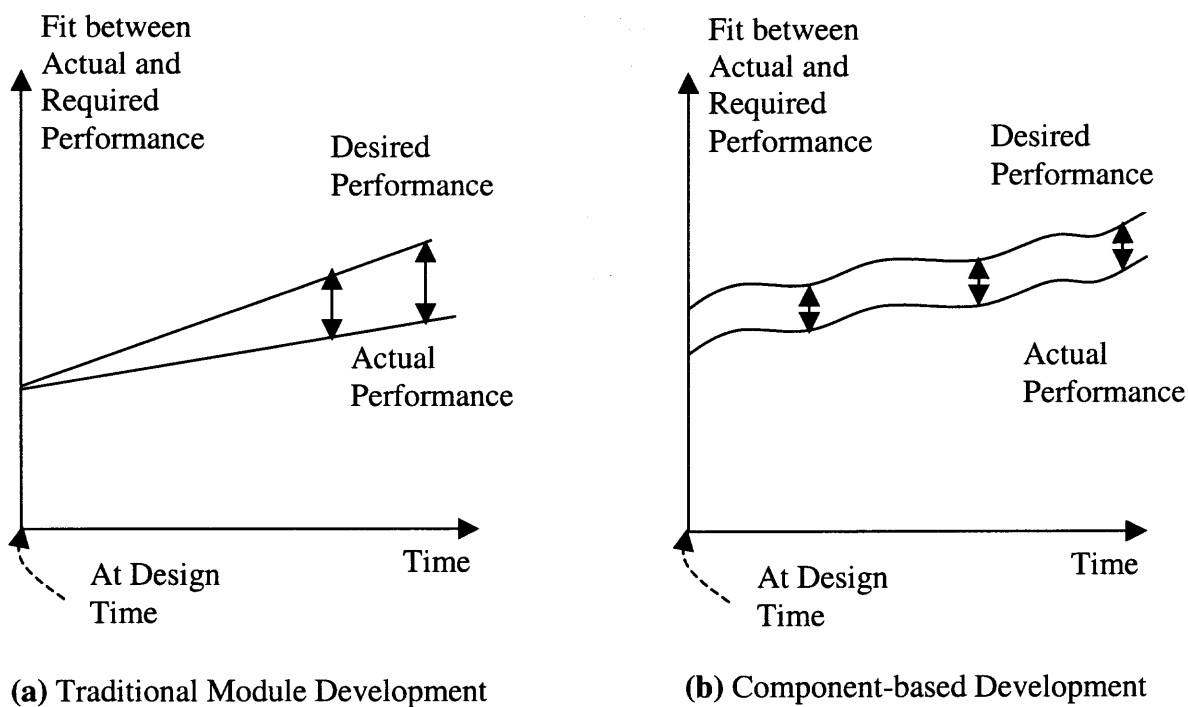 Fit between
Actual and
Required
Performance
Desired
Performance
Actual
Performance
Time
At Design
Time
(a) Traditional Module Development
Fit between
Actual and
Required
Performance
Desired
Performance
Actual
Performance
Time
At Design
Time
(b) Component-based Development